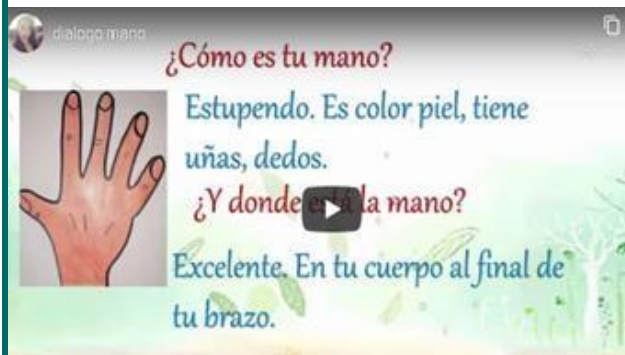 dialogo mano
¿Cómo es tu mano?
Estupendo. Es color piel, tiene
uñas, dedos.
¿Y donde está la mano?
Excelente. En tu cuerpo al final de
tu brazo.